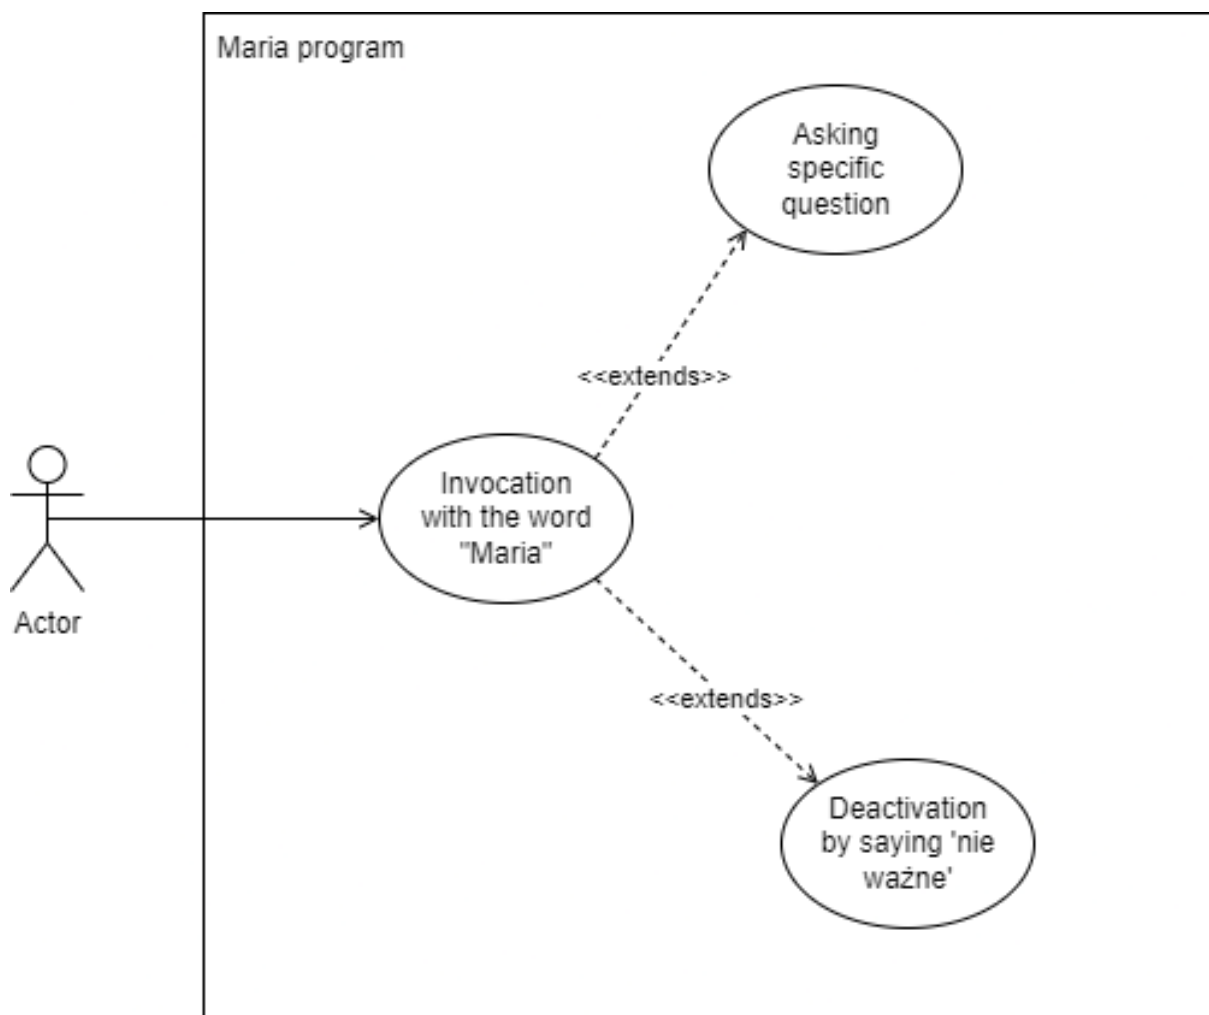 Maria program
Asking
specific
question
<<extends>>
Invocation
with the word
"Maria"
Actor
<<extends>>
Deactivation
by saying 'nie
ważne'